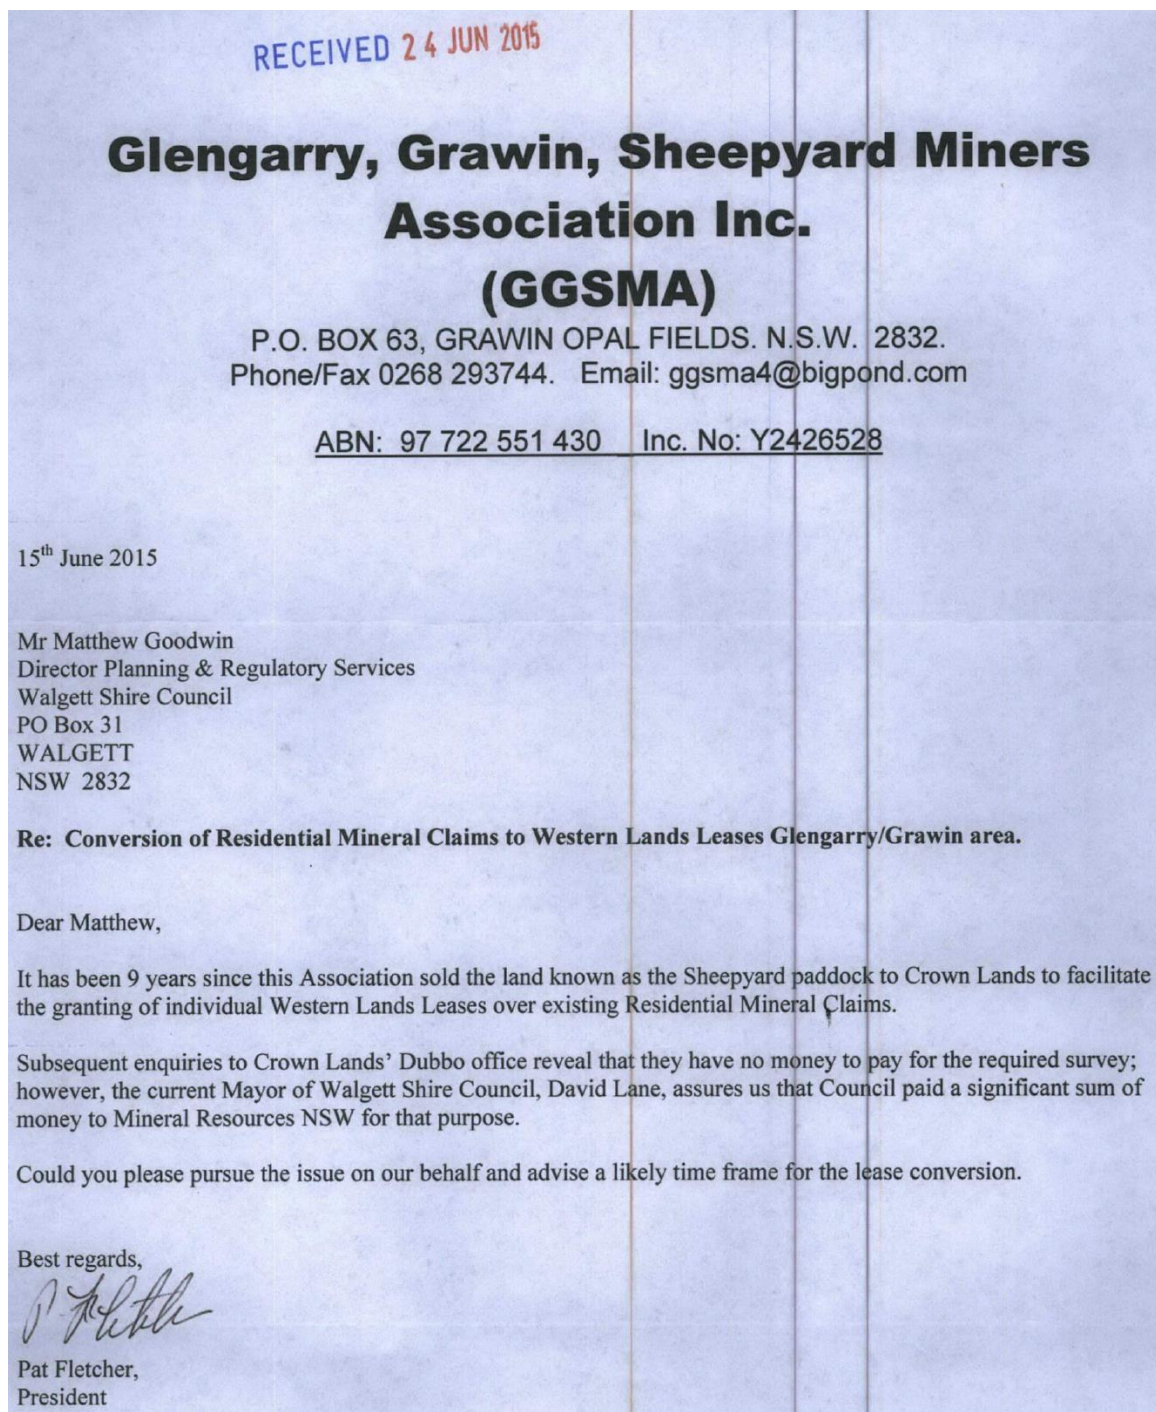 RECEIVED 24 JUN 2015
Glengarry, Grawin, Sheepyard Miners
Association Inc.
(GGSMA)
P.O. BOX 63, GRAWIN OPAL FIELDS. N.S.W. 2832.
Phone/Fax 0268 293744. Email: ggsma4@bigpond.com
ABN: 97 722 551 430 Inc. No: Y2426528
15th June 2015
Mr Matthew Goodwin
Director Planning & Regulatory Services
Walgett Shire Council
PO Box 31
WALGETT
NSW 2832
Re: Conversion of Residential Mineral Claims to Western Lands Leases Glengarry/Grawin area.
Dear Matthew,
It has been 9 years since this Association sold the land known as the Sheepyard paddock to Crown Lands to facilitate
the granting of individual Western Lands Leases over existing Residential Mineral Claims.
Subsequent enquiries to Crown Lands’ Dubbo office reveal that they have no money to pay for the required survey;
however, the current Mayor of Walgett Shire Council, David Lane, assures us that Council paid a significant sum of
money to Mineral Resources NSW for that purpose.
Could you please pursue the issue on our behalf and advise a likely time frame for the lease conversion.
Best regards,
P Fletcher
Pat Fletcher,
President